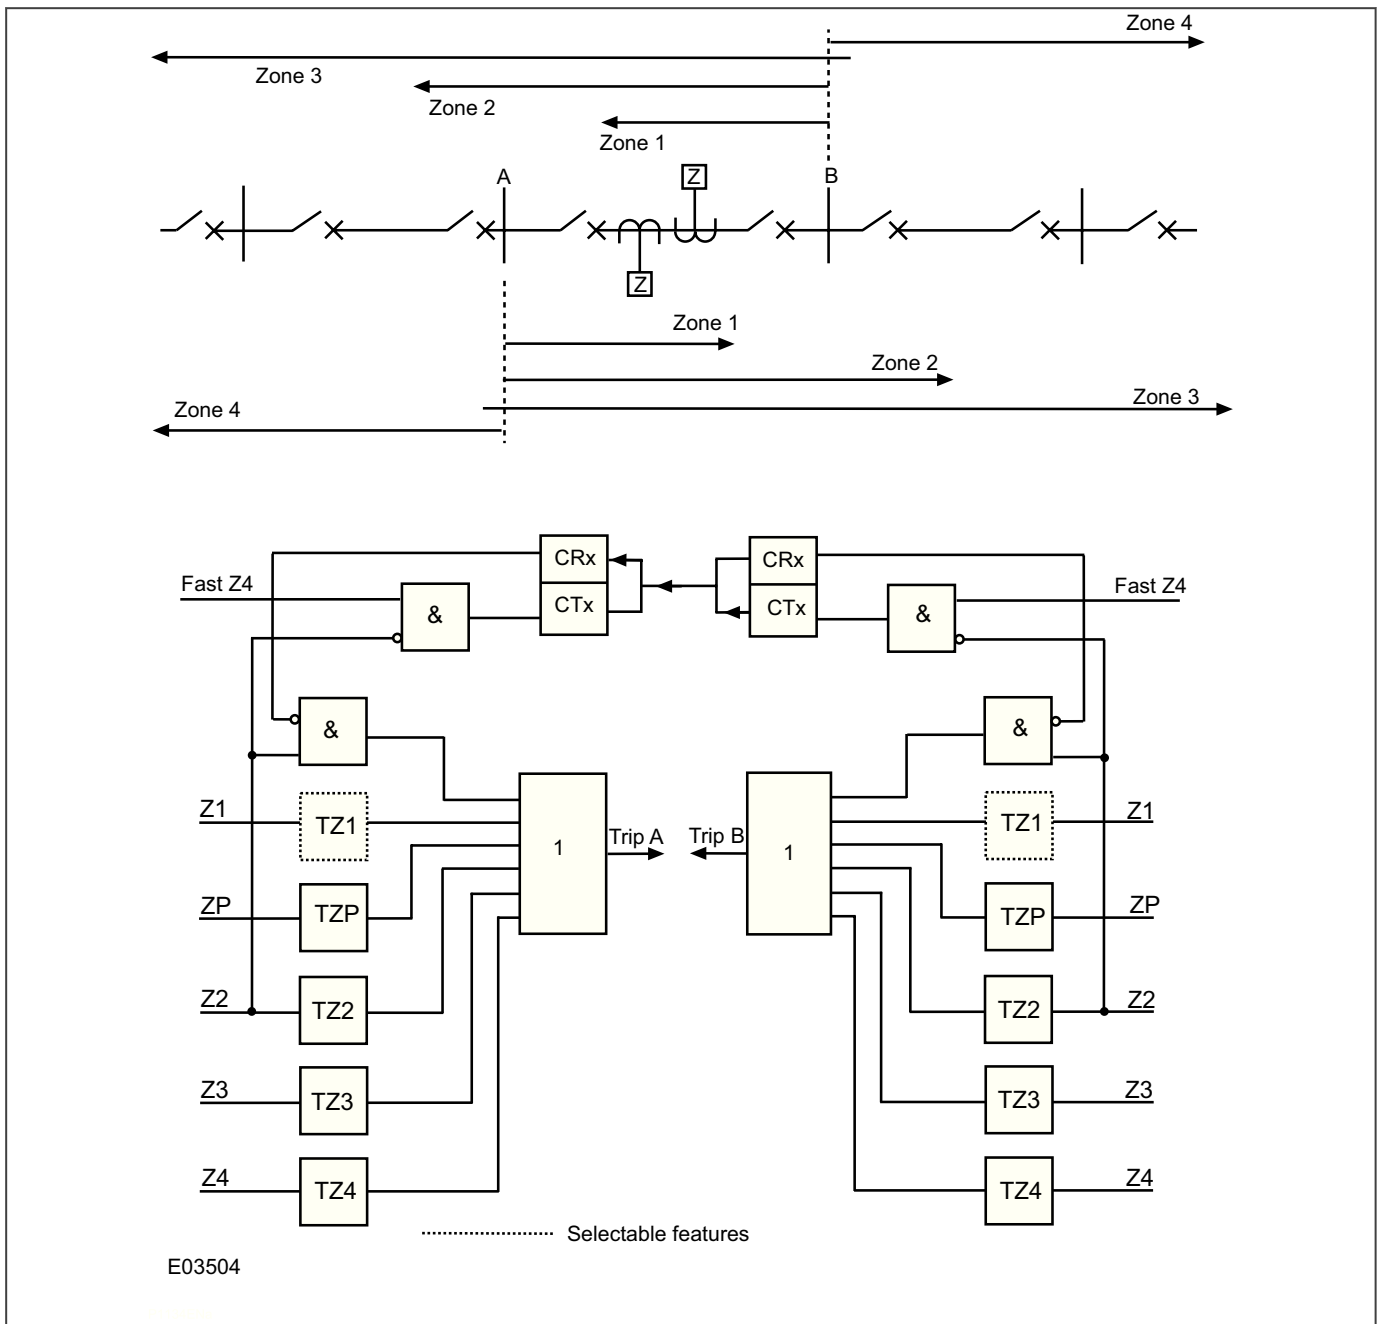 Zone 4
Zone 3
Zone 2
Zone 1
A
Z
B
Z
Zone 1
Zone 2
Zone 3
Zone 4
CRx
CRx
Fast Z4
&
CTx
CTx
&
Fast Z4
&
&
Z1
TZ1
1
Trip A
Trip B
1
TZ1
Z1
ZP
TZP
TZP
ZP
Z2
TZ2
TZ2
Z2
Z3
TZ3
TZ3
Z3
Z4
TZ4
TZ4
Z4
Selectable features
E03504